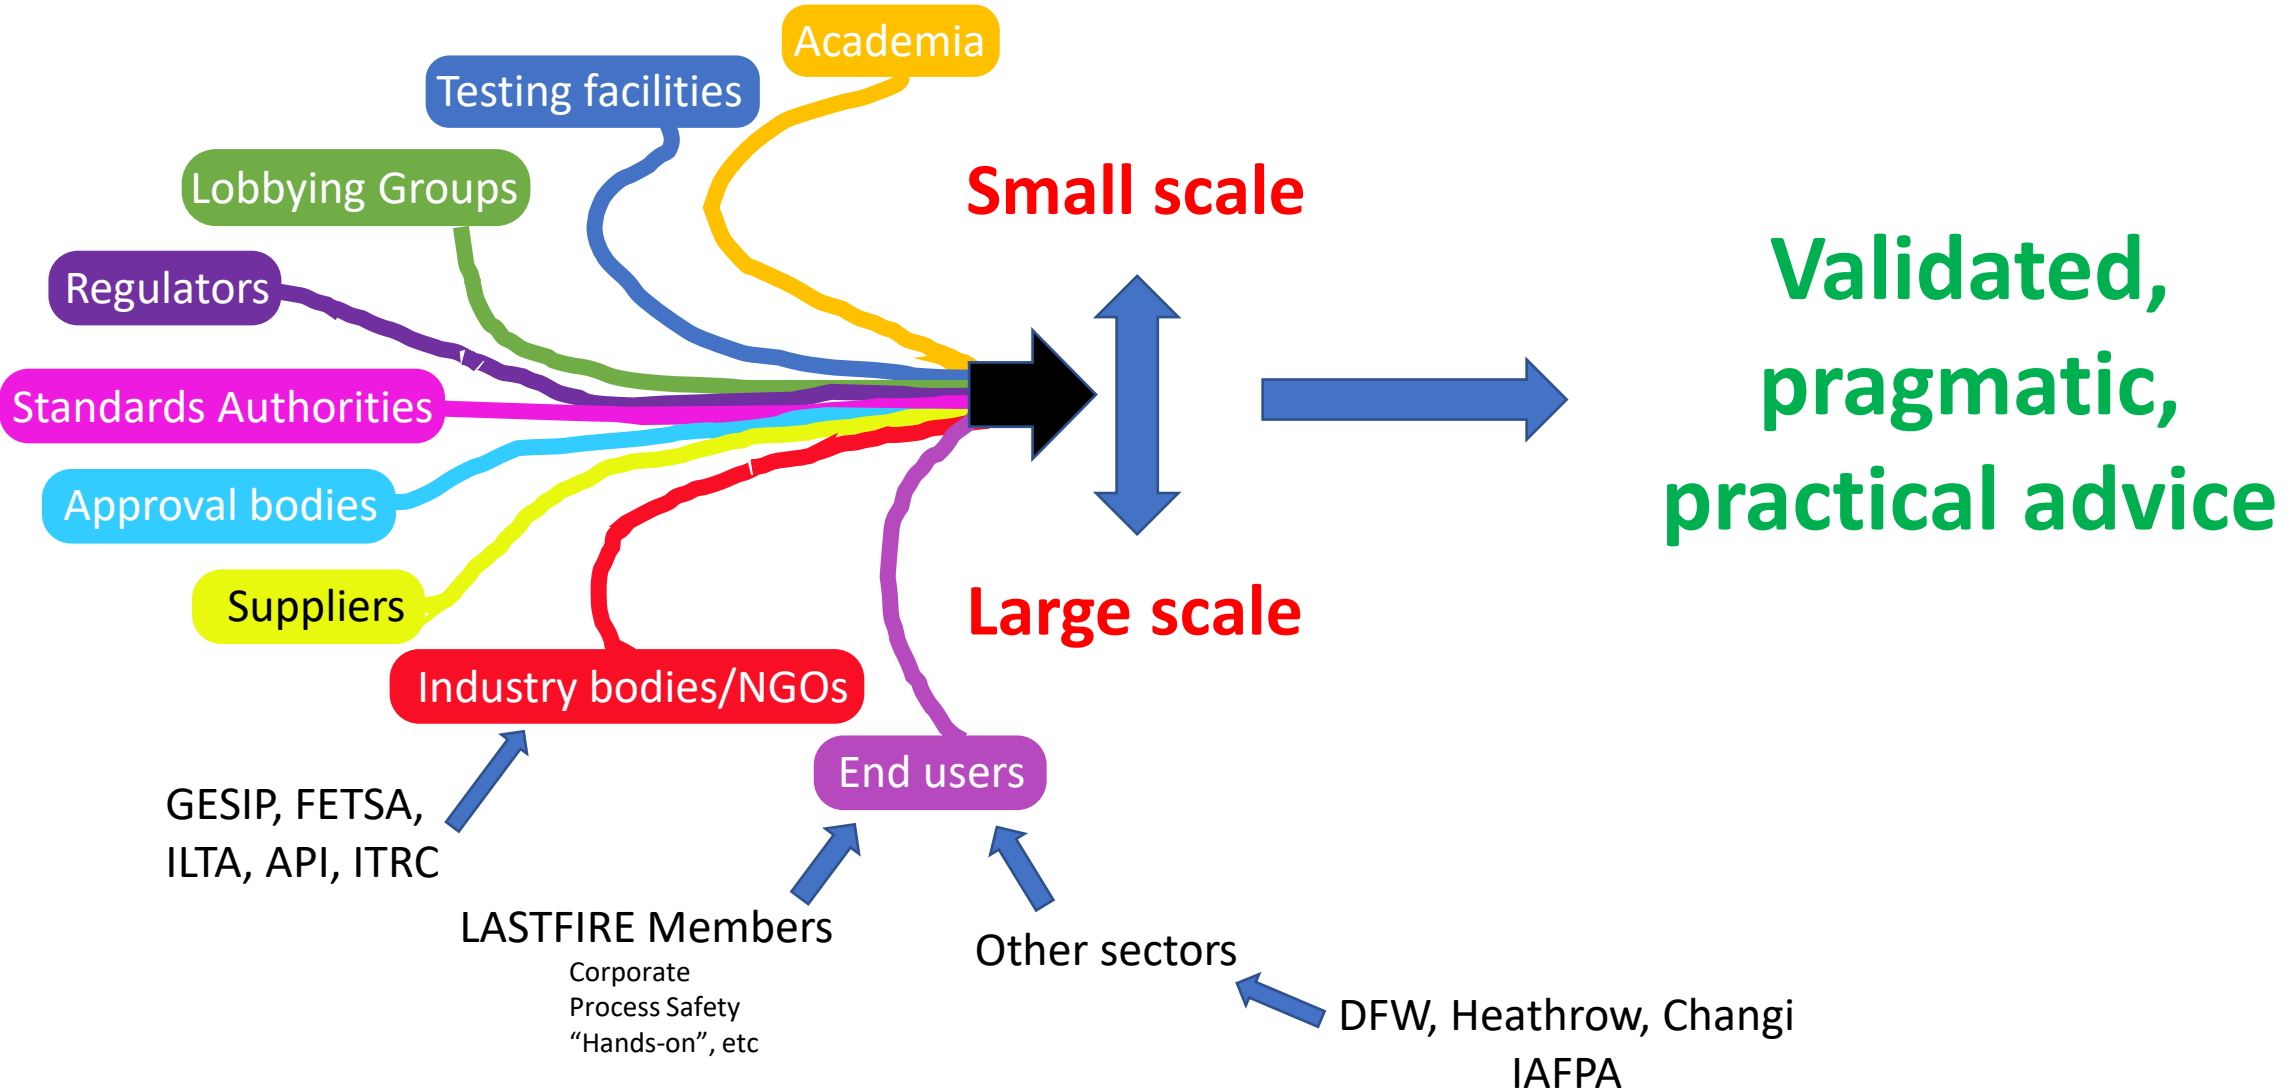 Academia
Testing facilities
Lobbying Groups
Small scale
Regulators
Validated,
pragmatic,
practical advice
Standards Authorities
Approval bodies
Suppliers
Large scale
Industry bodies/NGOs
End users
GESIP, FETSA,
ILTA, API, ITRC
LASTFIRE Members
Corporate
Process Safety
“Hands-on”, etc
Other sectors
DFW, Heathrow, Changi
IAFPA